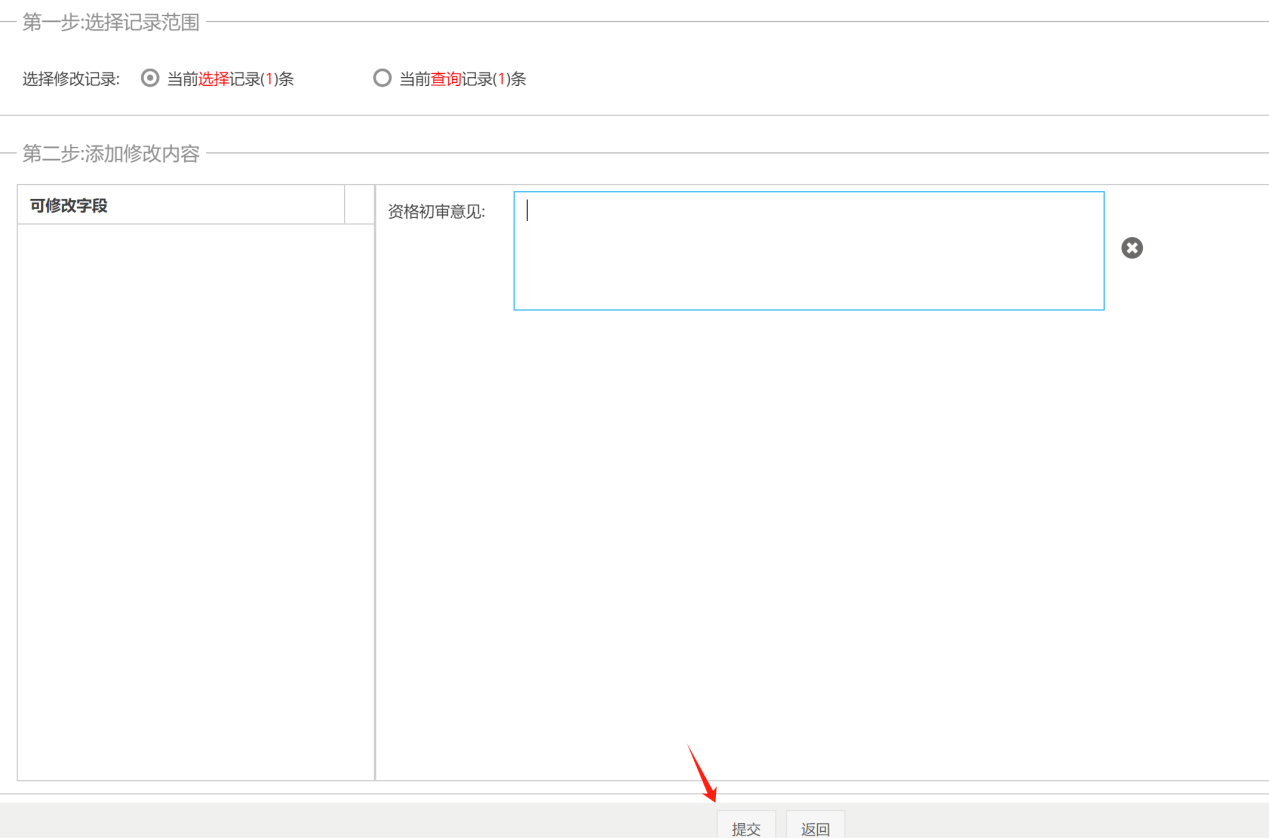 第一步:选择记录范围
选择修改记录: 当前选择记录(1)条 当前查询记录(1)条
第二步:添加修改内容
可修改字段
资格初审意见:
提交 返回